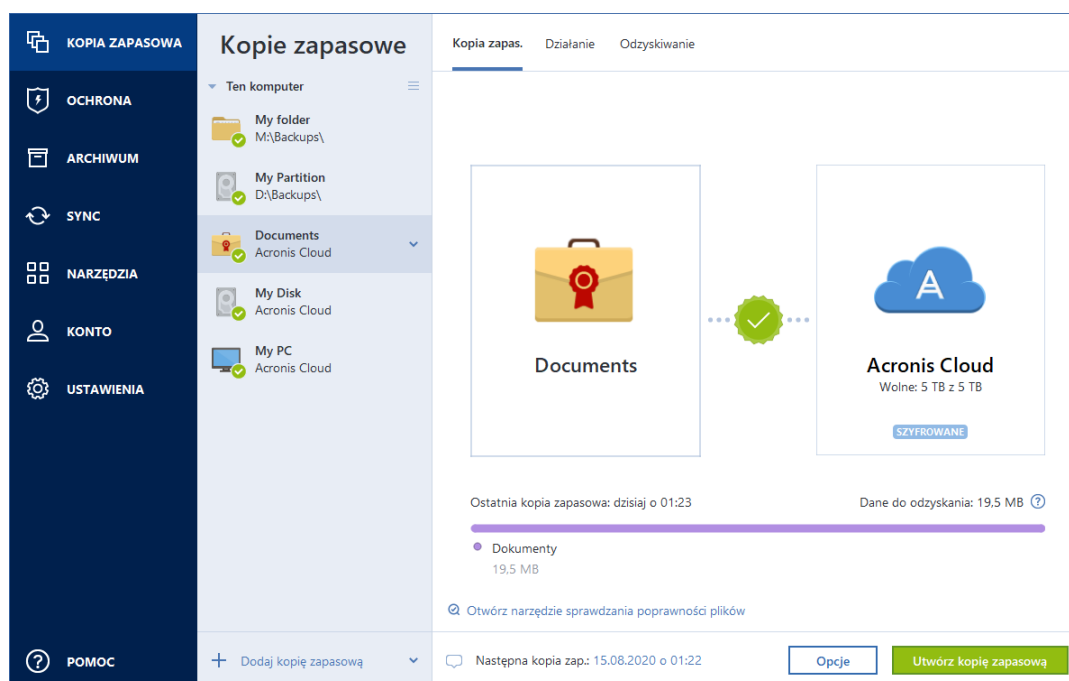 KOPIA ZAPASOWA
OCHRONA
ARCHIWUM
SYNC
NARZĘDZIA
KONTO
USTAWIENIA
POMOC
Kopie zapasowe
Ten komputer
My folder
M:\Backups\
My Partition
D:\Backups\
Documents
Acronis Cloud
My Disk
Acronis Cloud
My PC
Acronis Cloud
Dodaj kopię zapasową
Kopia zapas. Działanie Odzyskiwanie
Documents
Acronis Cloud
Wolne: 5 TB z 5 TB
SZYFROWANE
Ostatnia kopia zapasowa: dzisiaj o 01:23 Dane do odzyskania: 19,5 MB
Dokumenty
19,5 MB
Otwórz narzędzie sprawdzania poprawności plików
Następna kopia zap.: 15.08.2020 o 01:22 Opcje Utwórz kopię zapasową